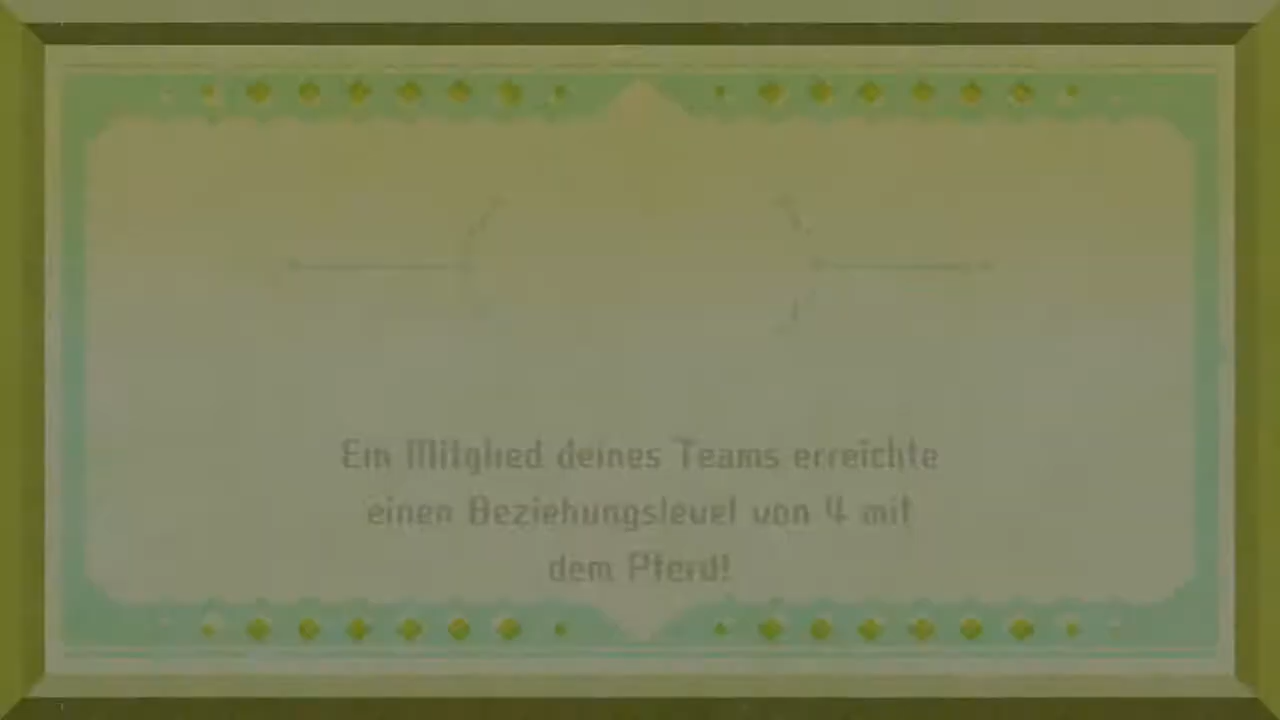 Ein Mitglied deines Teams erreichte
einen Beziehungslevel von 4 mit
dem Pferd!